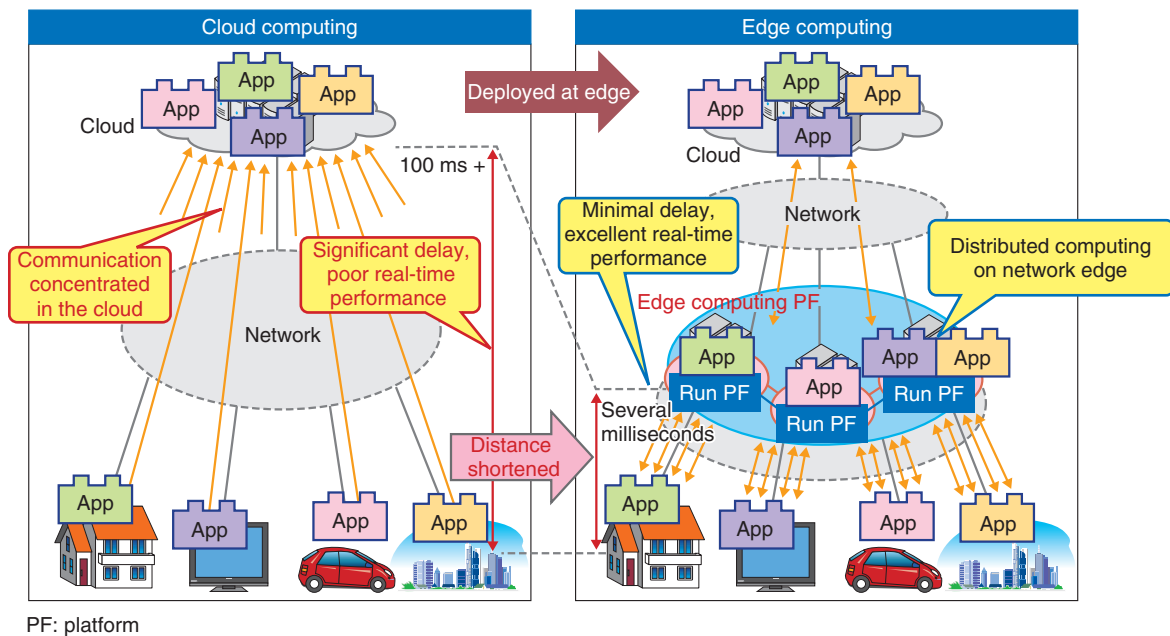 Cloud computing
App
App
App
App
Cloud
100 ms +
Communication
concentrated
in the cloud
Significant delay,
poor real-time
performance
Network
App
App
App
App
Deployed at edge
Distance
shortened
Edge computing
App
App
App
App
Cloud
Network
Minimal delay,
excellent real-time
performance
Distributed computing
on network edge
Edge computing PF
App
App
App
App
Run PF
Run PF
Run PF
Several
milliseconds
App
App
App
App
PF: platform